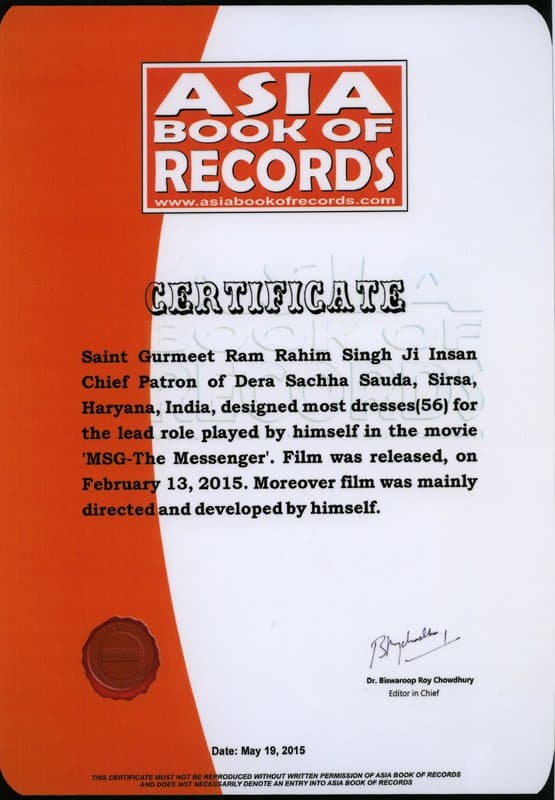 ASIA
BOOK OF
RECORDS
www.asiabookofrecords.com
CERTIFICATE
Saint Gurmeet Ram Rahim Singh Ji Insan
Chief Patron of Dera Sachha Sauda, Sirsa,
Haryana, India, designed most dresses(56) for
the lead role played by himself in the movie
'MSG-The Messenger'. Film was released, on
February 13, 2015. Moreover film was mainly
directed and developed by himself.
Dr. Biswaroop Roy Chowdhury
Editor in Chief
Date: May 19, 2015
THIS CERTIFICATE MUST NOT BE REPRODUCED WITHOUT WRITTEN PERMISSION OF ASIA BOOK OF RECORDS
AND DOES NOT NECESSARILY DENOTE AN ENTRY INTO ASIA BOOK OF RECORDS